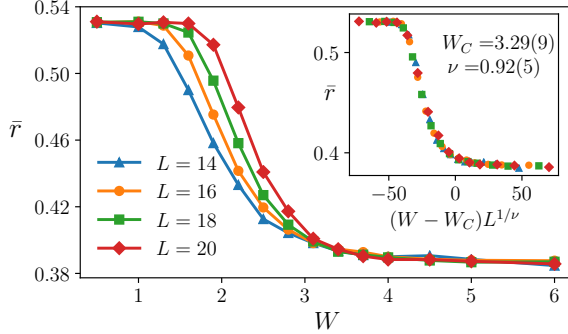 0.54
0.50
0.46
0.42
0.38
r̄
1
2
3
4
5
6
W
L = 14
L = 16
L = 18
L = 20
0.5
0.4
r̄
−50
0
50
(W − W_C)L^{1/ν}
W_C =3.29(9)
ν =0.92(5)